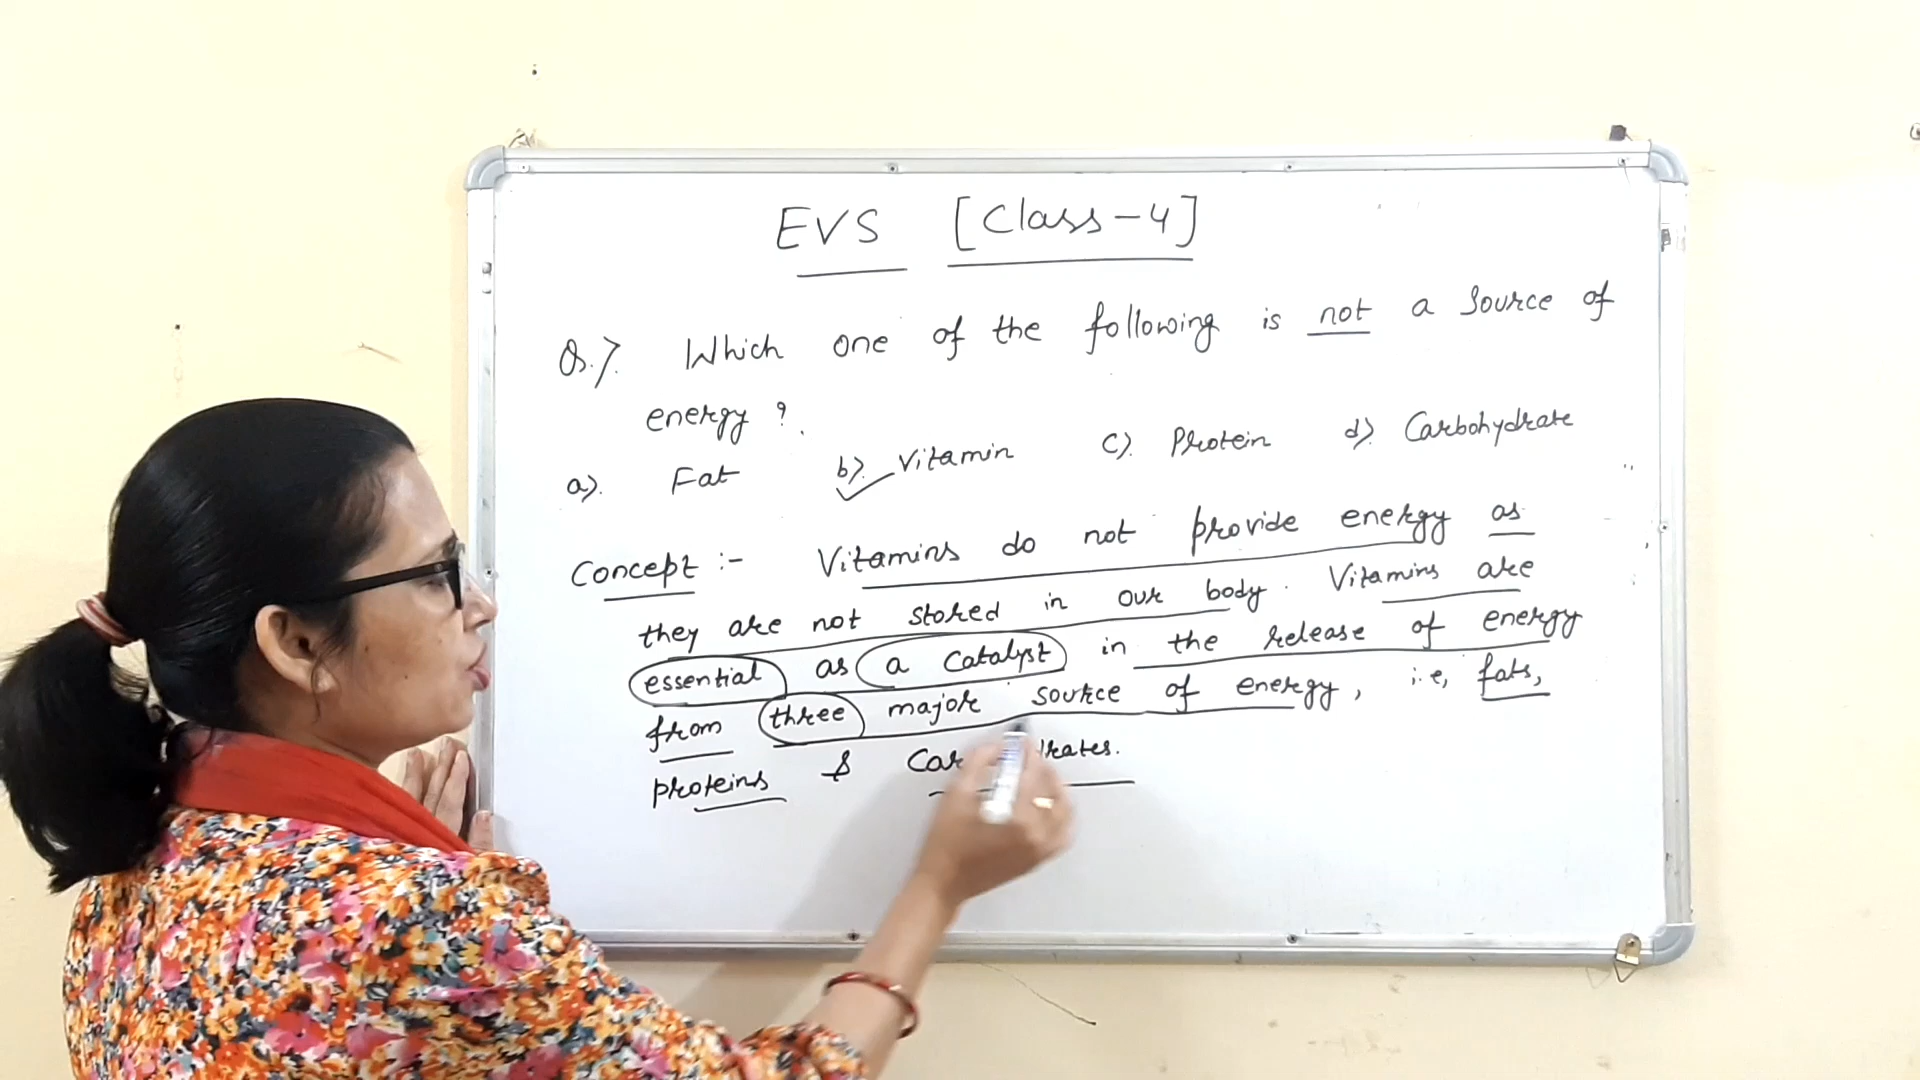 EVS [Class-4]
Q.7. Which one of the following is not a source of
energy?
a). Fat b). Vitamin c). Protein d). Carbohydrate
Concept :- Vitamins do not provide energy as
they are not stored in our body. Vitamins are
essential as a catalyst in the release of energy
from three major source of energy, i.e, fats,
proteins &